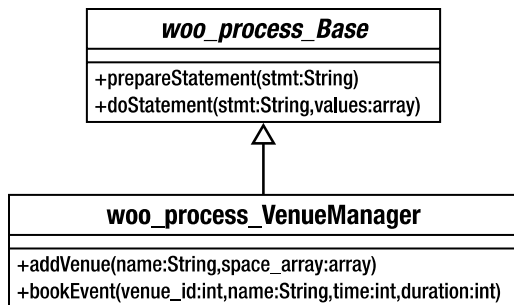 woo_process_Base
+prepareStatement(stmt:String)
+doStatement(stmt:String,values:array)
woo_process_VenueManager
+addVenue(name:String,space_array:array)
+bookEvent(venue_id:int,name:String,time:int,duration:int)